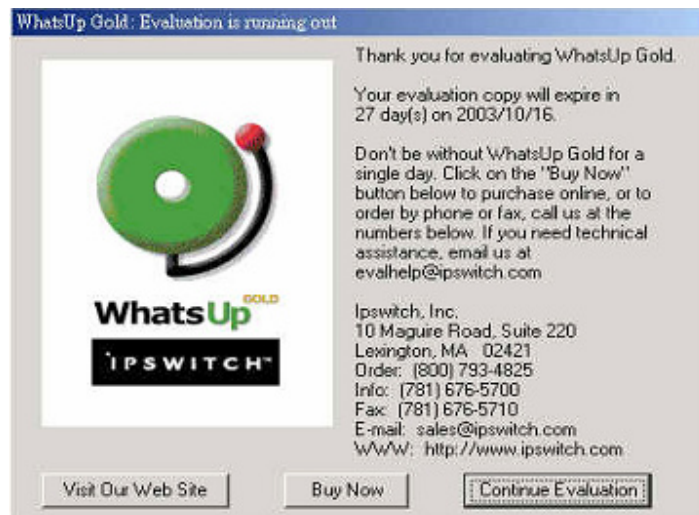 WhatsUp Gold: Evaluation is running out
Thank you for evaluating WhatsUp Gold.
Your evaluation copy will expire in
27 day(s) on 2003/10/16.
Don't be without WhatsUp Gold for a
single day. Click on the "Buy Now"
button below to purchase online, or to
order by phone or fax, call us at the
numbers below. If you need technical
assistance, email us at
evalhelp@ipswitch.com
WhatsUp GOLD
IPSWITCH™
Ipswitch, Inc.
10 Maguire Road, Suite 220
Lexington, MA 02421
Order: (800) 793-4825
Info: (781) 676-5700
Fax: (781) 676-5710
E-mail: sales@ipswitch.com
WWW: http://www.ipswitch.com
Visit Our Web Site
Buy Now
Continue Evaluation